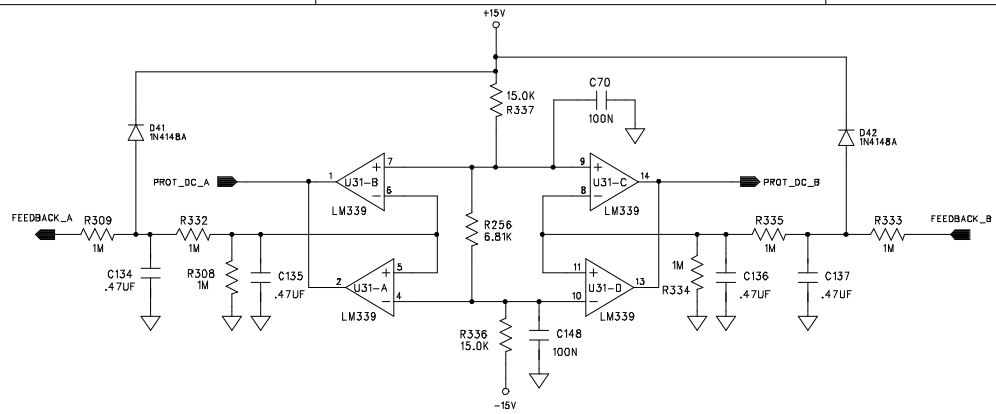 +15V
C70
15.0K
R337
100N
D41
1N4148A
D42
1N4148A
7
9
1
U31-B
U31-C
14
PROT_DC_A
PROT_DC_B
6
8
LM339
LM339
FEEDBACK_A
R309
1M
R332
1M
R256
6.81K
R335
1M
R333
1M
FEEDBACK_B
C134
.47UF
R308
1M
C135
.47UF
5
2
U31-A
4
LM339
11
U31-D
13
10
LM339
1M
R334
C136
.47UF
C137
.47UF
R336
15.0K
C148
100N
-15V